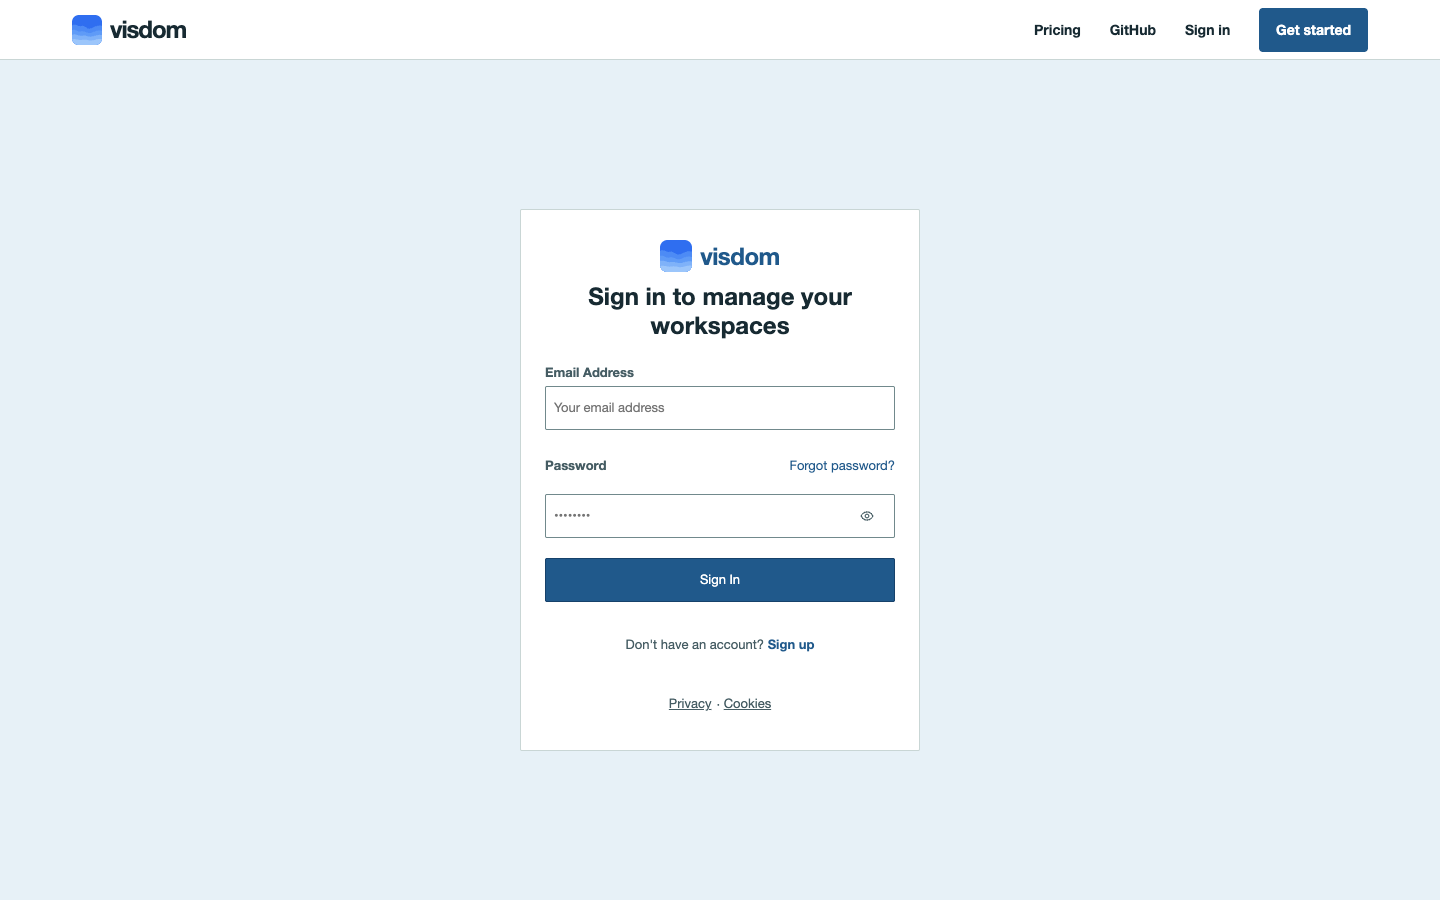 visdom
Pricing GitHub Sign in Get started
visdom
Sign in to manage your
workspaces
Email Address
Your email address
Password Forgot password?
••••••••
Sign In
Don't have an account? Sign up
Privacy · Cookies